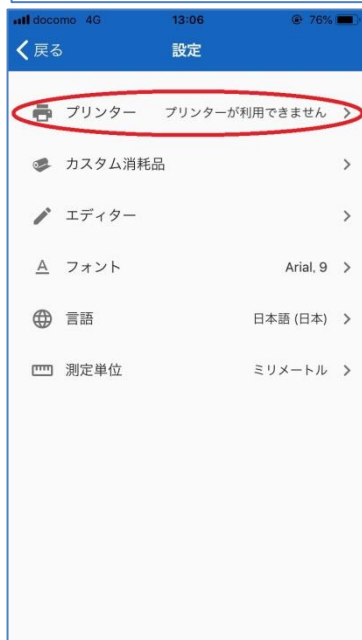 docomo 4G 13:06 76%
戻る 設定
プリンター プリンターが利用できません
カスタム消耗品
エディター
A フォント Arial, 9
言語 日本語 (日本)
測定単位 ミリメートル